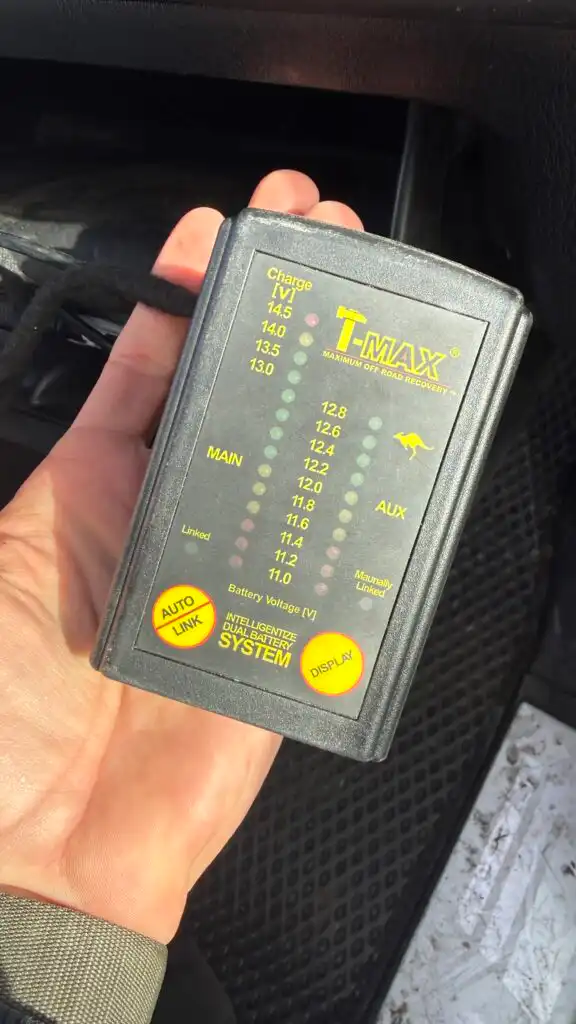 Charge
[V]
14.5
14.0
13.5
13.0
T-MAX®
MAXIMUM OFF ROAD RECOVERY™
12.8
12.6
12.4
12.2
12.0
11.8
11.6
11.4
11.2
11.0
MAIN
AUX
Linked
Maunally
Linked
Battery Voltage [V]
AUTO
LINK
INTELLIGENTIZE
DUAL BATTERY
SYSTEM
DISPLAY